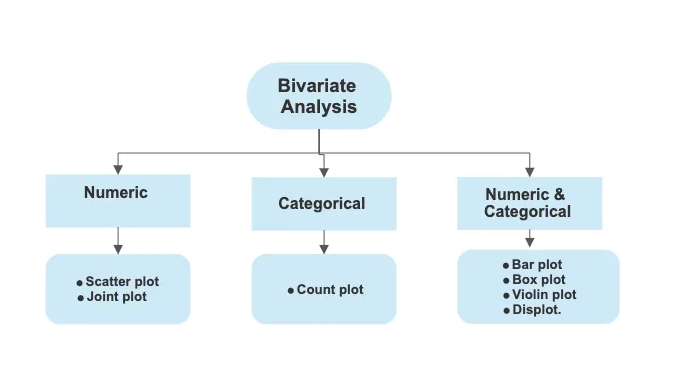 Bivariate
Analysis
Numeric
Categorical
Numeric &
Categorical
● Scatter plot
● Joint plot
● Count plot
● Bar plot
● Box plot
● Violin plot
● Displot.